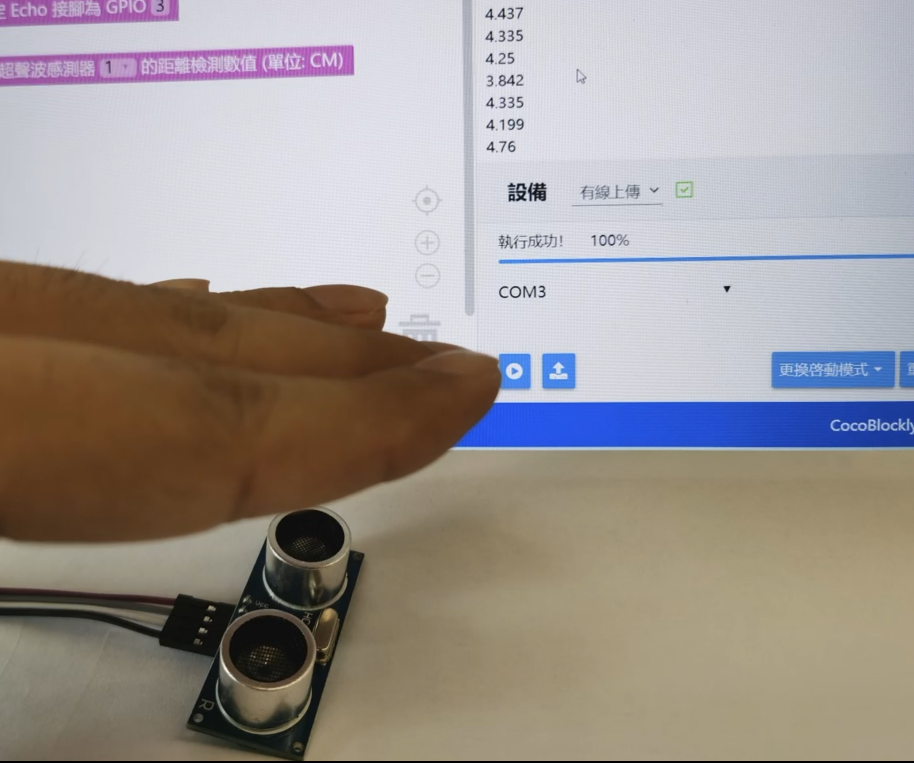 Echo 接腳為 GPIO 3
超聲波感測器 1 的距離檢測數值 (單位: CM)
4.437
4.335
4.25
3.842
4.335
4.199
4.76
設備 有線上傳
執行成功! 100%
COM3
更換啓動模式
CocoBlockly
VCC
R